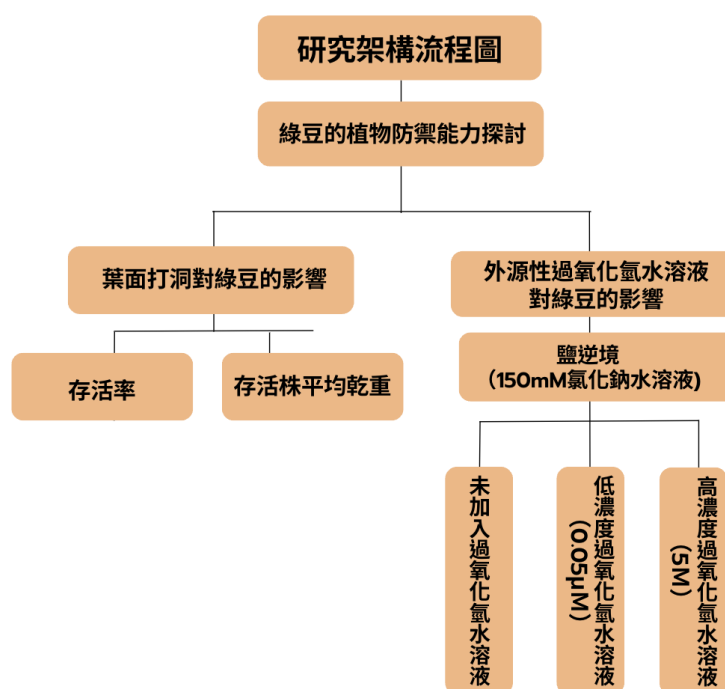 研究架構流程圖
綠豆的植物防禦能力探討
葉面打洞對綠豆的影響
外源性過氧化氫水溶液
對綠豆的影響
存活率
存活株平均乾重
鹽逆境
（150mM氯化鈉水溶液)
未加入過氧化氫水溶液
低濃度過氧化氫水溶液
(0.05µM)
高濃度過氧化氫水溶液
(5M)